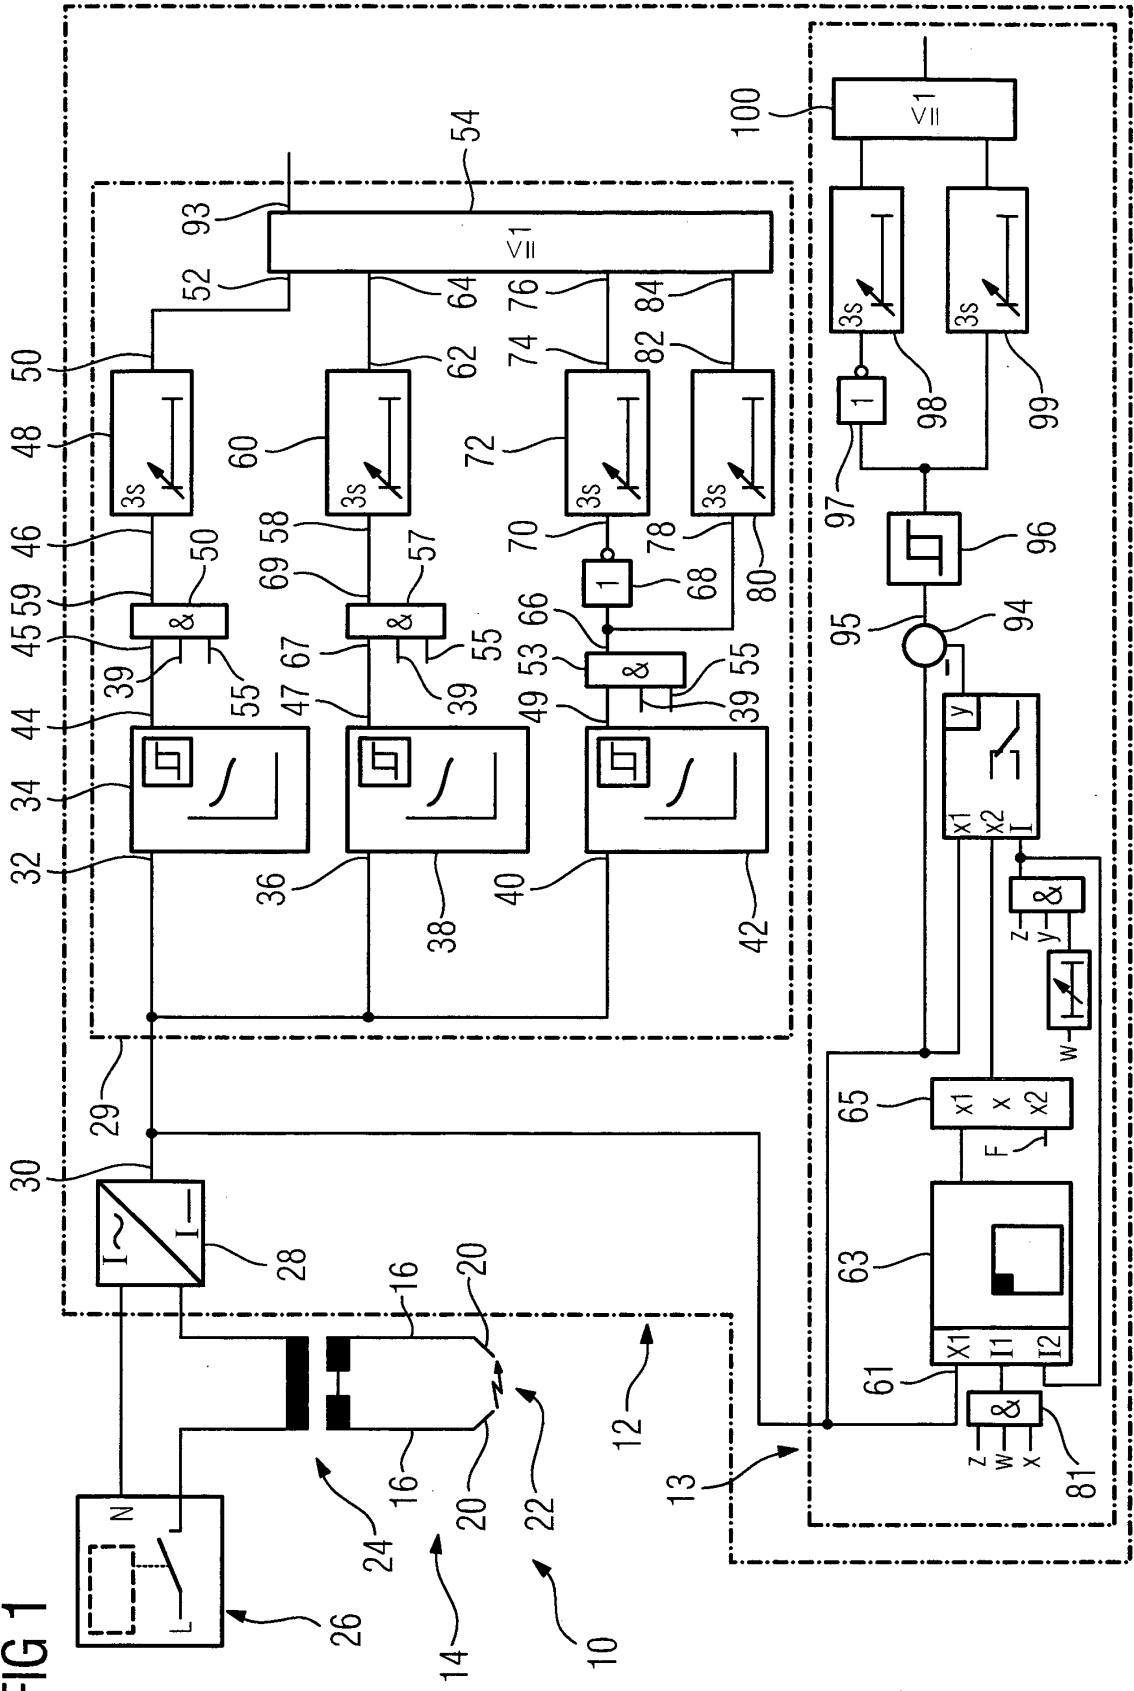 FIG 1
30
32
34
44
45
59
46
48
50
39
55
50
52
93
54
29
36
38
47
67
39
55
69
57
58
60
62
64
40
42
49
53
39
55
66
68
70
72
74
76
78
80
82
84
&
&
&
1
3s
3s
3s
3s
≥1
I~
I—
28
N
L
26
24
16
16
20
20
22
14
10
12
13
61
X1
I1
I2
63
&
z
w
x
81
65
x1
x
x2
F
w
z
y
&
x1
x2
I
y
94
95
96
97
1
98
3s
99
3s
100
≥1